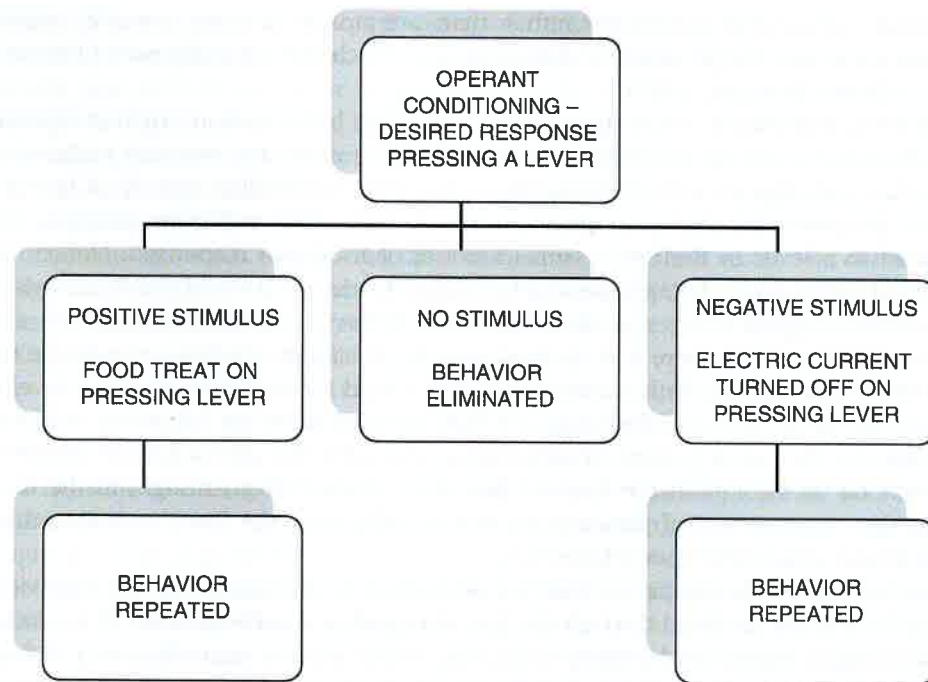 OPERANT
CONDITIONING –
DESIRED RESPONSE
PRESSING A LEVER
POSITIVE STIMULUS
FOOD TREAT ON
PRESSING LEVER
NO STIMULUS
BEHAVIOR
ELIMINATED
NEGATIVE STIMULUS
ELECTRIC CURRENT
TURNED OFF ON
PRESSING LEVER
BEHAVIOR
REPEATED
BEHAVIOR
REPEATED